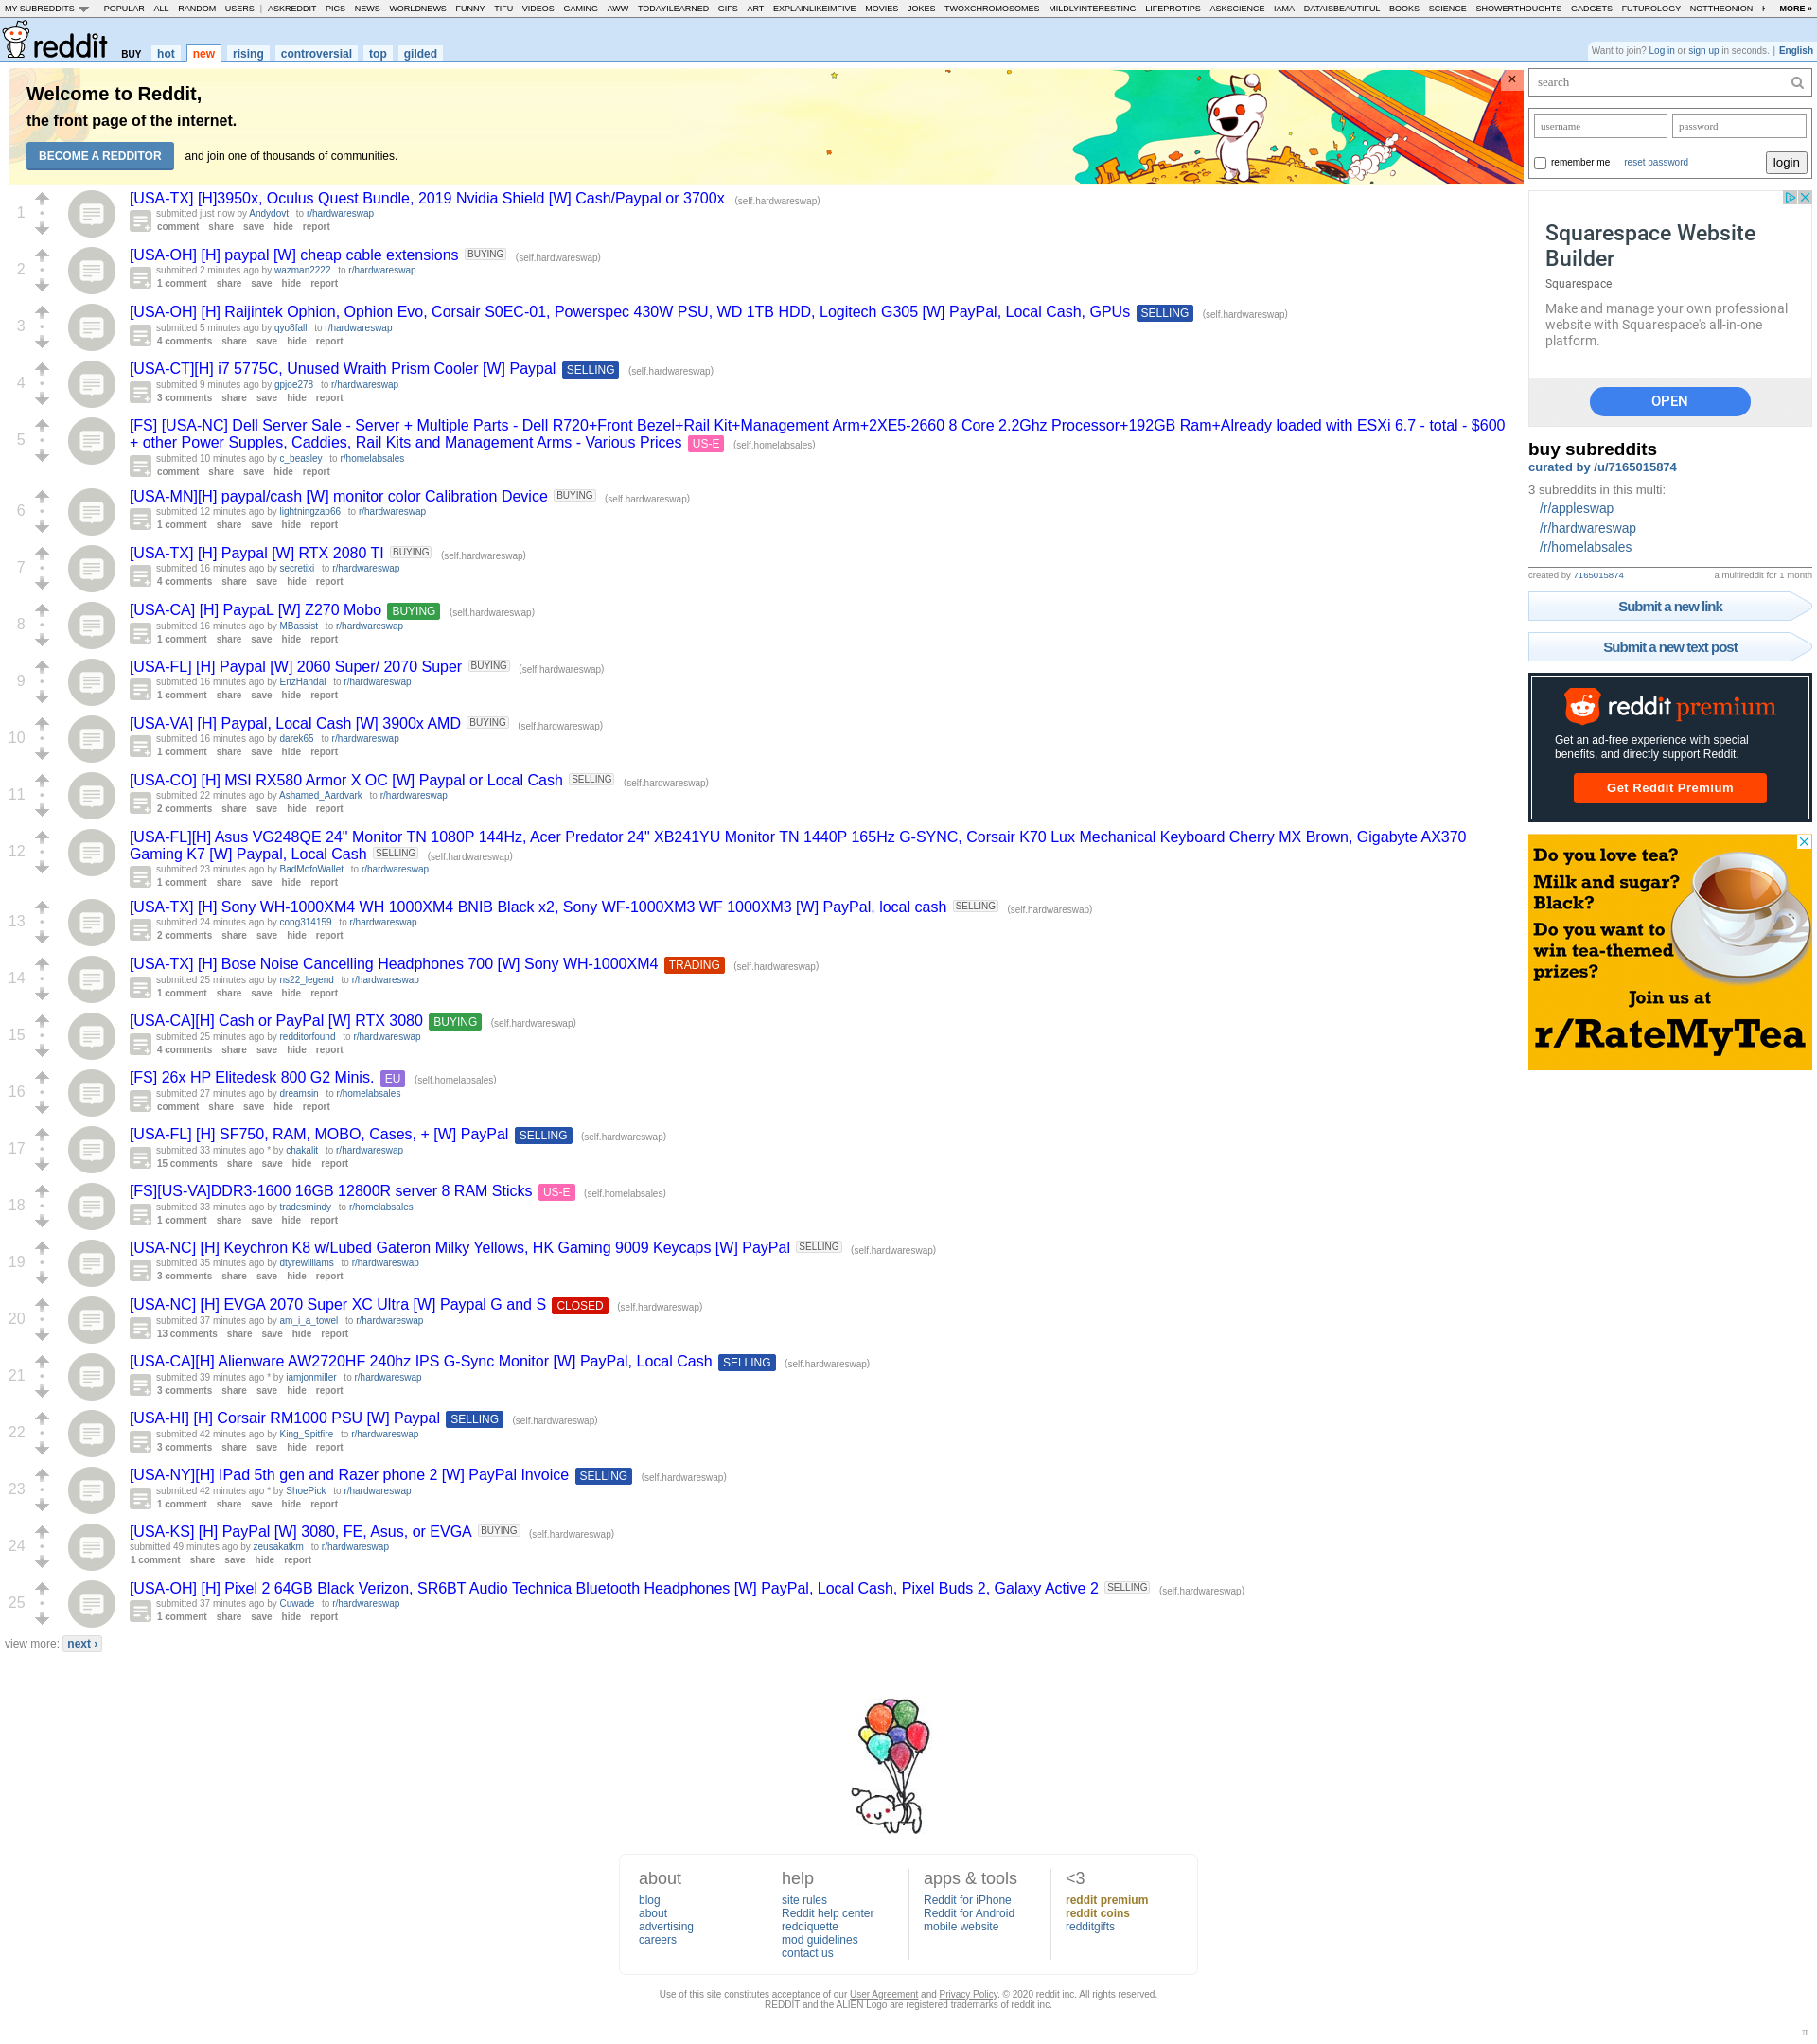 MY SUBREDDITS POPULAR - ALL - RANDOM - USERS | ASKREDDIT - PICS - NEWS - WORLDNEWS - FUNNY - TIFU - VIDEOS - GAMING - AWW - TODAYILEARNED - GIFS - ART - EXPLAINLIKEIMFIVE - MOVIES - JOKES - TWOXCHROMOSOMES - MILDLYINTERESTING - LIFEPROTIPS - ASKSCIENCE - IAMA - DATAISBEAUTIFUL - BOOKS - SCIENCE - SHOWERTHOUGHTS - GADGETS - FUTUROLOGY - NOTTHEONION - MORE »
reddit BUY hot new rising controversial top gilded
Want to join? Log in or sign up in seconds. | English
Welcome to Reddit,
the front page of the internet.
BECOME A REDDITOR and join one of thousands of communities.
1
[USA-TX] [H]3950x, Oculus Quest Bundle, 2019 Nvidia Shield [W] Cash/Paypal or 3700x (self.hardwareswap)
submitted just now by Andydovt to r/hardwareswap
comment share save hide report
2
[USA-OH] [H] paypal [W] cheap cable extensions BUYING (self.hardwareswap)
submitted 2 minutes ago by wazman2222 to r/hardwareswap
1 comment share save hide report
3
[USA-OH] [H] Raijintek Ophion, Ophion Evo, Corsair S0EC-01, Powerspec 430W PSU, WD 1TB HDD, Logitech G305 [W] PayPal, Local Cash, GPUs SELLING (self.hardwareswap)
submitted 5 minutes ago by qyo8fall to r/hardwareswap
4 comments share save hide report
4
[USA-CT][H] i7 5775C, Unused Wraith Prism Cooler [W] Paypal SELLING (self.hardwareswap)
submitted 9 minutes ago by gpjoe278 to r/hardwareswap
3 comments share save hide report
5
[FS] [USA-NC] Dell Server Sale - Server + Multiple Parts - Dell R720+Front Bezel+Rail Kit+Management Arm+2XE5-2660 8 Core 2.2Ghz Processor+192GB Ram+Already loaded with ESXi 6.7 - total - $600
+ other Power Supples, Caddies, Rail Kits and Management Arms - Various Prices US-E (self.homelabsales)
submitted 10 minutes ago by c_beasley to r/homelabsales
comment share save hide report
6
[USA-MN][H] paypal/cash [W] monitor color Calibration Device BUYING (self.hardwareswap)
submitted 12 minutes ago by lightningzap66 to r/hardwareswap
1 comment share save hide report
7
[USA-TX] [H] Paypal [W] RTX 2080 TI BUYING (self.hardwareswap)
submitted 16 minutes ago by secretixi to r/hardwareswap
4 comments share save hide report
8
[USA-CA] [H] PaypaL [W] Z270 Mobo BUYING (self.hardwareswap)
submitted 16 minutes ago by MBassist to r/hardwareswap
1 comment share save hide report
9
[USA-FL] [H] Paypal [W] 2060 Super/ 2070 Super BUYING (self.hardwareswap)
submitted 16 minutes ago by EnzHandal to r/hardwareswap
1 comment share save hide report
10
[USA-VA] [H] Paypal, Local Cash [W] 3900x AMD BUYING (self.hardwareswap)
submitted 16 minutes ago by darek65 to r/hardwareswap
1 comment share save hide report
11
[USA-CO] [H] MSI RX580 Armor X OC [W] Paypal or Local Cash SELLING (self.hardwareswap)
submitted 22 minutes ago by Ashamed_Aardvark to r/hardwareswap
2 comments share save hide report
12
[USA-FL][H] Asus VG248QE 24" Monitor TN 1080P 144Hz, Acer Predator 24" XB241YU Monitor TN 1440P 165Hz G-SYNC, Corsair K70 Lux Mechanical Keyboard Cherry MX Brown, Gigabyte AX370
Gaming K7 [W] Paypal, Local Cash SELLING (self.hardwareswap)
submitted 23 minutes ago by BadMofoWallet to r/hardwareswap
1 comment share save hide report
13
[USA-TX] [H] Sony WH-1000XM4 WH 1000XM4 BNIB Black x2, Sony WF-1000XM3 WF 1000XM3 [W] PayPal, local cash SELLING (self.hardwareswap)
submitted 24 minutes ago by cong314159 to r/hardwareswap
2 comments share save hide report
14
[USA-TX] [H] Bose Noise Cancelling Headphones 700 [W] Sony WH-1000XM4 TRADING (self.hardwareswap)
submitted 25 minutes ago by ns22_legend to r/hardwareswap
1 comment share save hide report
15
[USA-CA][H] Cash or PayPal [W] RTX 3080 BUYING (self.hardwareswap)
submitted 25 minutes ago by redditorfound to r/hardwareswap
4 comments share save hide report
16
[FS] 26x HP Elitedesk 800 G2 Minis. EU (self.homelabsales)
submitted 27 minutes ago by dreamsin to r/homelabsales
comment share save hide report
17
[USA-FL] [H] SF750, RAM, MOBO, Cases, + [W] PayPal SELLING (self.hardwareswap)
submitted 33 minutes ago * by chakalit to r/hardwareswap
15 comments share save hide report
18
[FS][US-VA]DDR3-1600 16GB 12800R server 8 RAM Sticks US-E (self.homelabsales)
submitted 33 minutes ago by tradesmindy to r/homelabsales
1 comment share save hide report
19
[USA-NC] [H] Keychron K8 w/Lubed Gateron Milky Yellows, HK Gaming 9009 Keycaps [W] PayPal SELLING (self.hardwareswap)
submitted 35 minutes ago by dtyrewilliams to r/hardwareswap
3 comments share save hide report
20
[USA-NC] [H] EVGA 2070 Super XC Ultra [W] Paypal G and S CLOSED (self.hardwareswap)
submitted 37 minutes ago by am_i_a_towel to r/hardwareswap
13 comments share save hide report
21
[USA-CA][H] Alienware AW2720HF 240hz IPS G-Sync Monitor [W] PayPal, Local Cash SELLING (self.hardwareswap)
submitted 39 minutes ago * by iamjonmiller to r/hardwareswap
3 comments share save hide report
22
[USA-HI] [H] Corsair RM1000 PSU [W] Paypal SELLING (self.hardwareswap)
submitted 42 minutes ago by King_Spitfire to r/hardwareswap
3 comments share save hide report
23
[USA-NY][H] IPad 5th gen and Razer phone 2 [W] PayPal Invoice SELLING (self.hardwareswap)
submitted 42 minutes ago * by ShoePick to r/hardwareswap
1 comment share save hide report
24
[USA-KS] [H] PayPal [W] 3080, FE, Asus, or EVGA BUYING (self.hardwareswap)
submitted 49 minutes ago by zeusakatkm to r/hardwareswap
1 comment share save hide report
25
[USA-OH] [H] Pixel 2 64GB Black Verizon, SR6BT Audio Technica Bluetooth Headphones [W] PayPal, Local Cash, Pixel Buds 2, Galaxy Active 2 SELLING (self.hardwareswap)
submitted 37 minutes ago by Cuwade to r/hardwareswap
1 comment share save hide report
view more: next ›
search
username password
remember me reset password login
Squarespace Website
Builder
Squarespace
Make and manage your own professional
website with Squarespace's all-in-one
platform.
OPEN
buy subreddits
curated by /u/7165015874
3 subreddits in this multi:
/r/appleswap
/r/hardwareswap
/r/homelabsales
created by 7165015874 a multireddit for 1 month
Submit a new link
Submit a new text post
reddit premium
Get an ad-free experience with special
benefits, and directly support Reddit.
Get Reddit Premium
Do you love tea?
Milk and sugar?
Black?
Do you want to
win tea-themed
prizes?
Join us at
r/RateMyTea
about
blog
about
advertising
careers
help
site rules
Reddit help center
reddiquette
mod guidelines
contact us
apps & tools
Reddit for iPhone
Reddit for Android
mobile website
<3
reddit premium
reddit coins
redditgifts
Use of this site constitutes acceptance of our User Agreement and Privacy Policy. © 2020 reddit inc. All rights reserved.
REDDIT and the ALIEN Logo are registered trademarks of reddit inc.
π